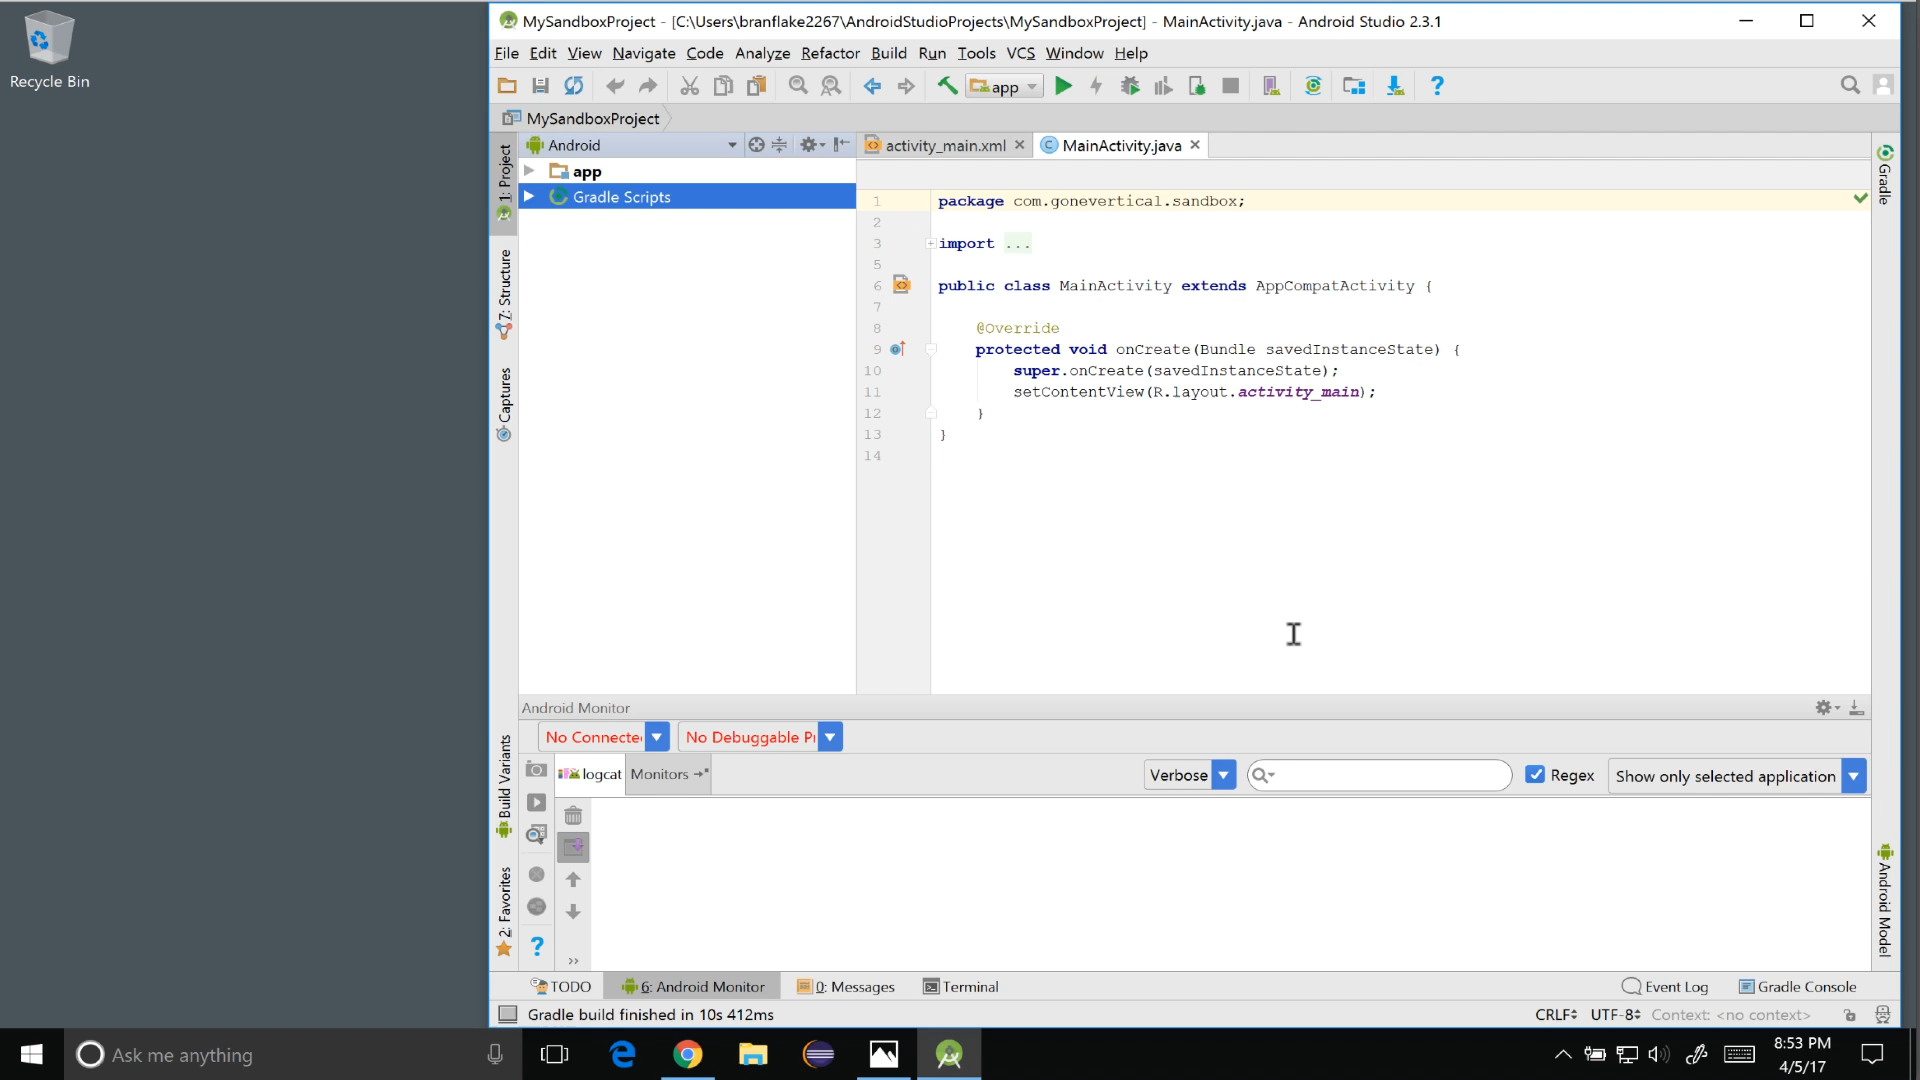 Recycle Bin
MySandboxProject - [C:\Users\branflake2267\AndroidStudioProjects\MySandboxProject] - MainActivity.java - Android Studio 2.3.1
File Edit View Navigate Code Analyze Refactor Build Run Tools VCS Window Help
app
MySandboxProject
1: Project
7: Structure
Captures
Build Variants
2: Favorites
Android
app
Gradle Scripts
activity_main.xml
MainActivity.java
1 package com.gonevertical.sandbox;
2
3 import ...
5
6 public class MainActivity extends AppCompatActivity {
7
8 @Override
9 protected void onCreate(Bundle savedInstanceState) {
10 super.onCreate(savedInstanceState);
11 setContentView(R.layout.activity_main);
12 }
13 }
14
Gradle
Android Model
Android Monitor
No Connecte
No Debuggable P
logcat
Monitors
Verbose
Regex
Show only selected application
TODO
6: Android Monitor
0: Messages
Terminal
Event Log
Gradle Console
Gradle build finished in 10s 412ms
CRLF
UTF-8
Context: <no context>
Ask me anything
8:53 PM
4/5/17